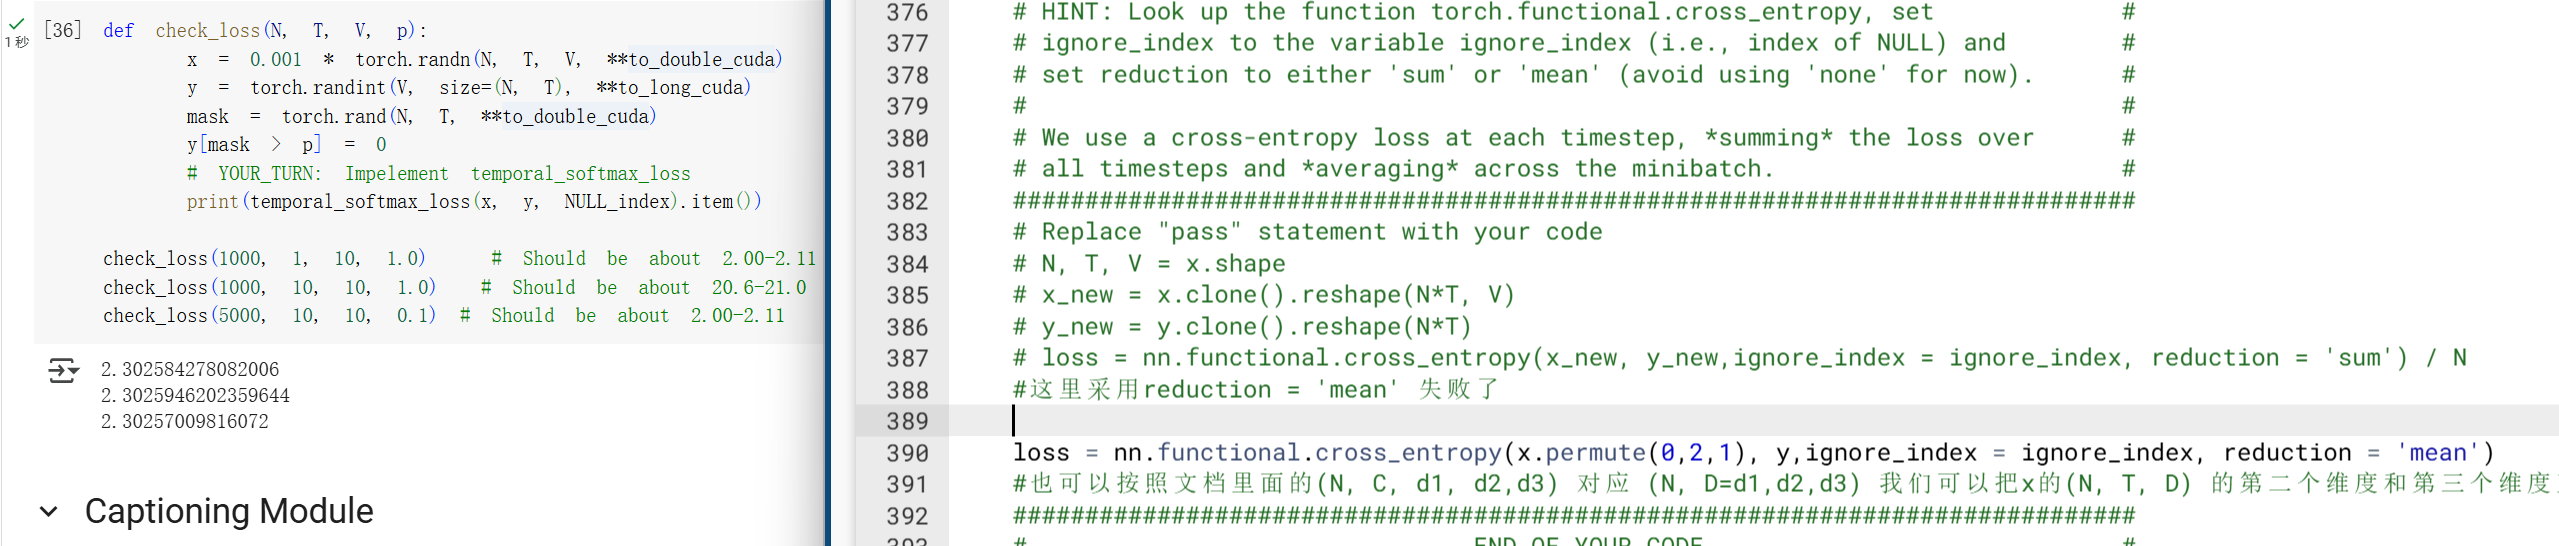 [36] def check_loss(N, T, V, p):
1秒
x = 0.001 * torch.randn(N, T, V, **to_double_cuda)
y = torch.randint(V, size=(N, T), **to_long_cuda)
mask = torch.rand(N, T, **to_double_cuda)
y[mask > p] = 0
# YOUR_TURN: Impelement temporal_softmax_loss
print(temporal_softmax_loss(x, y, NULL_index).item())
check_loss(1000, 1, 10, 1.0) # Should be about 2.00-2.11
check_loss(1000, 10, 10, 1.0) # Should be about 20.6-21.0
check_loss(5000, 10, 10, 0.1) # Should be about 2.00-2.11
2.302584278082006
2.3025946202359644
2.30257009816072
Captioning Module
376 # HINT: Look up the function torch.functional.cross_entropy, set #
377 # ignore_index to the variable ignore_index (i.e., index of NULL) and #
378 # set reduction to either 'sum' or 'mean' (avoid using 'none' for now). #
379 # #
380 # We use a cross-entropy loss at each timestep, *summing* the loss over #
381 # all timesteps and *averaging* across the minibatch. #
382 ##############################################################################
383 # Replace "pass" statement with your code
384 # N, T, V = x.shape
385 # x_new = x.clone().reshape(N*T, V)
386 # y_new = y.clone().reshape(N*T)
387 # loss = nn.functional.cross_entropy(x_new, y_new,ignore_index = ignore_index, reduction = 'sum') / N
388 #这里采用reduction = 'mean' 失败了
389
390 loss = nn.functional.cross_entropy(x.permute(0,2,1), y,ignore_index = ignore_index, reduction = 'mean')
391 #也可以按照文档里面的(N, C, d1, d2,d3) 对应 (N, D=d1,d2,d3) 我们可以把x的(N, T, D) 的第二个维度和第三个维度
392 ##############################################################################
393 # END OF YOUR CODE #